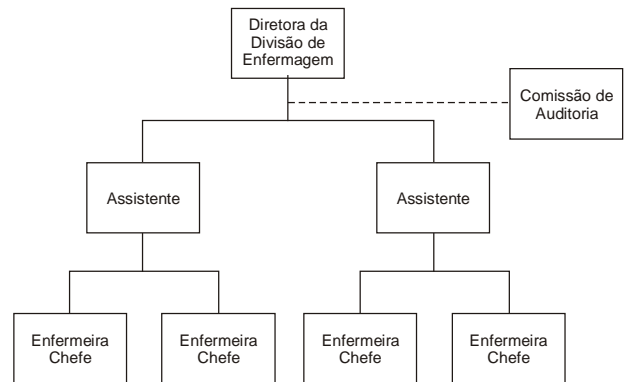 Diretora da
Divisão de
Enfermagem
Comissão de
Auditoria
Assistente
Assistente
Enfermeira
Chefe
Enfermeira
Chefe
Enfermeira
Chefe
Enfermeira
Chefe